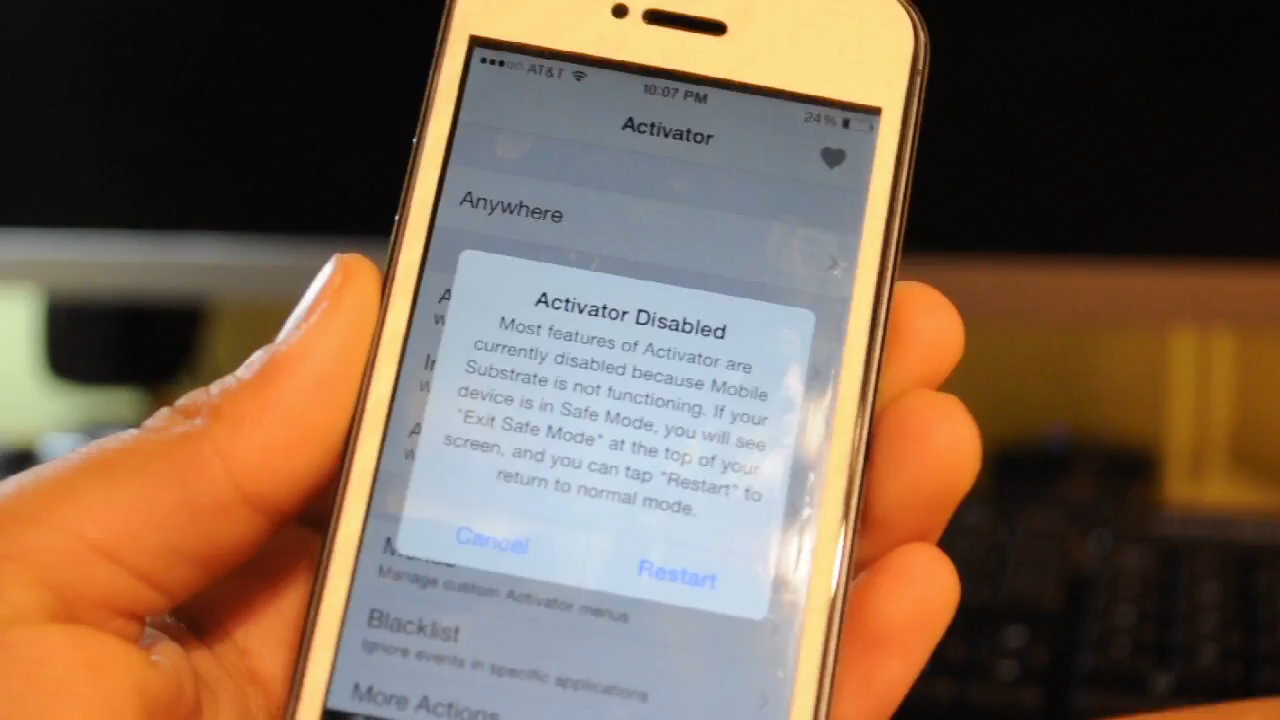 AT&T
10:07 PM
24%
Activator
Anywhere
Activator Disabled
Most features of Activator are
currently disabled because Mobile
Substrate is not functioning. If your
device is in Safe Mode, you will see
"Exit Safe Mode" at the top of your
screen, and you can tap "Restart" to
return to normal mode.
Cancel
Restart
Manage custom Activator menus
Blacklist
Ignore events in specific applications
More Actions